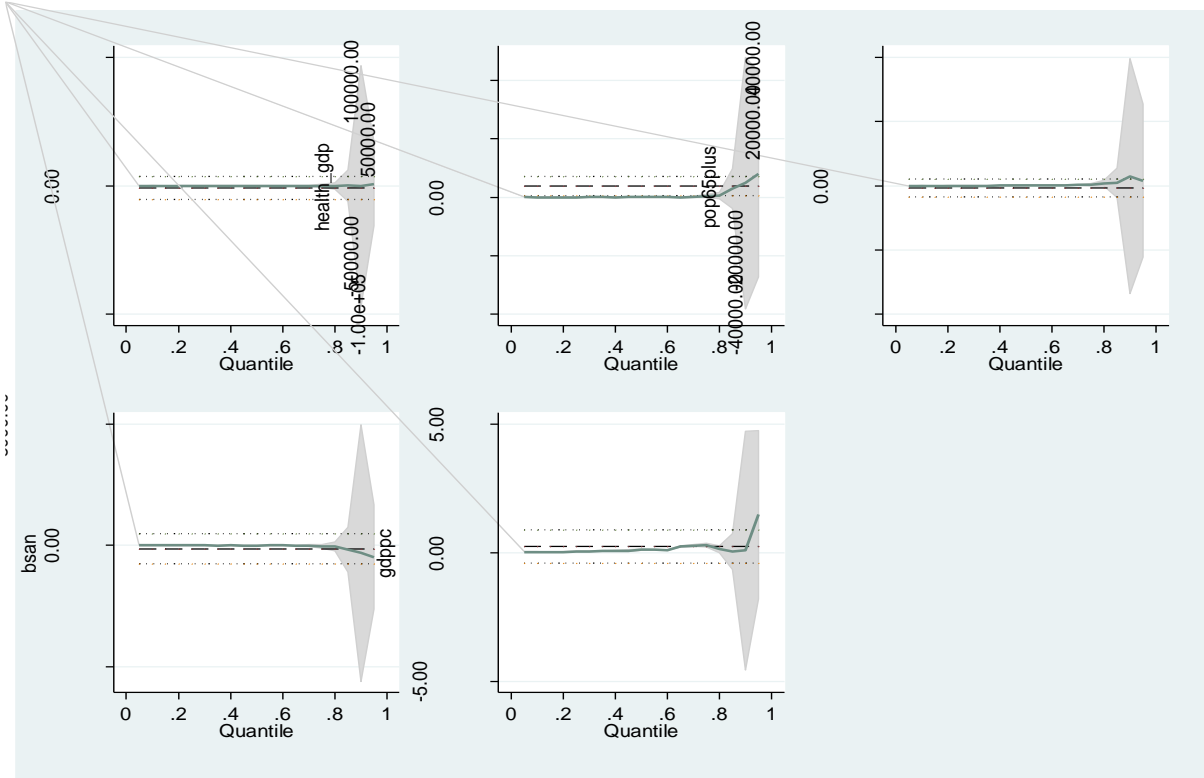 0.00
health_gdp
100000.00
50000.00
-50000.00
-1.00e+08
0 .2 .4 .6 .8 1
Quantile
0.00
pop65plus
40000.00
20000.00
-20000.00
-40000.00
0 .2 .4 .6 .8 1
Quantile
0.00
0 .2 .4 .6 .8 1
Quantile
bsan
0.00
0 .2 .4 .6 .8 1
Quantile
gdppc
5.00
0.00
-5.00
0 .2 .4 .6 .8 1
Quantile